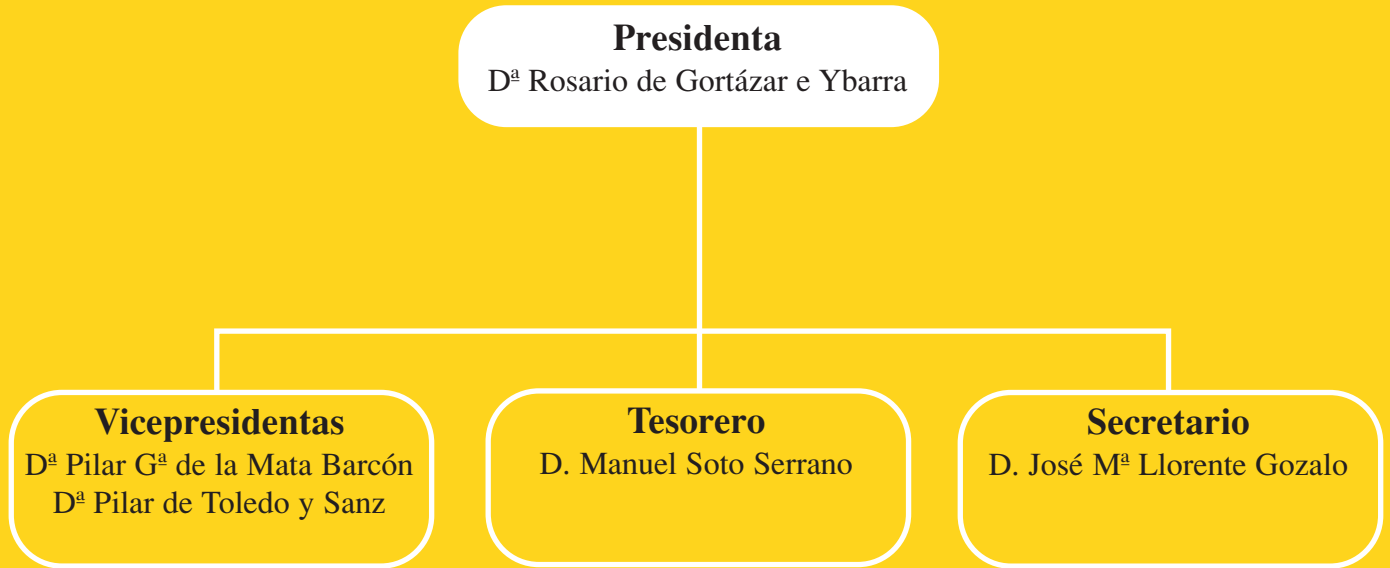 Presidenta
Dª Rosario de Gortázar e Ybarra
Vicepresidentas
Dª Pilar Gª de la Mata Barcón
Dª Pilar de Toledo y Sanz
Tesorero
D. Manuel Soto Serrano
Secretario
D. José Mª Llorente Gozalo